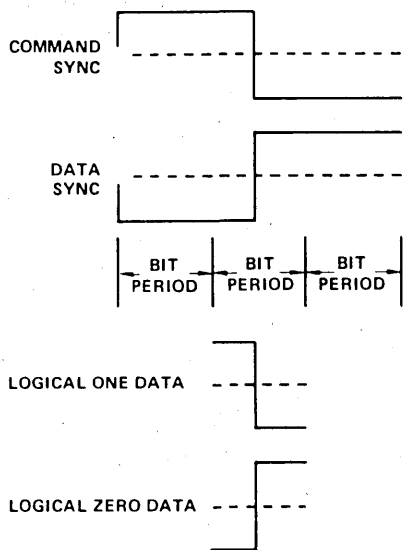 COMMAND
SYNC
DATA
SYNC
BIT PERIOD
BIT PERIOD
BIT PERIOD
LOGICAL ONE DATA
LOGICAL ZERO DATA